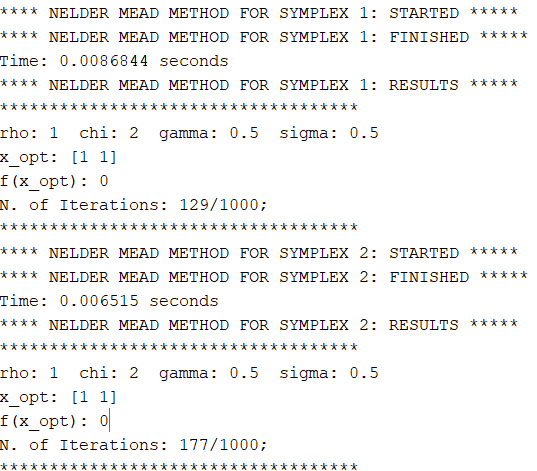 **** NELDER MEAD METHOD FOR SYMPLEX 1: STARTED *****
**** NELDER MEAD METHOD FOR SYMPLEX 1: FINISHED *****
Time: 0.0086844 seconds
**** NELDER MEAD METHOD FOR SYMPLEX 1: RESULTS *****
************************************
rho: 1  chi: 2  gamma: 0.5  sigma: 0.5
x_opt: [1 1]
f(x_opt): 0
N. of Iterations: 129/1000;
************************************
**** NELDER MEAD METHOD FOR SYMPLEX 2: STARTED *****
**** NELDER MEAD METHOD FOR SYMPLEX 2: FINISHED *****
Time: 0.006515 seconds
**** NELDER MEAD METHOD FOR SYMPLEX 2: RESULTS *****
************************************
rho: 1  chi: 2  gamma: 0.5  sigma: 0.5
x_opt: [1 1]
f(x_opt): 0
N. of Iterations: 177/1000;
************************************